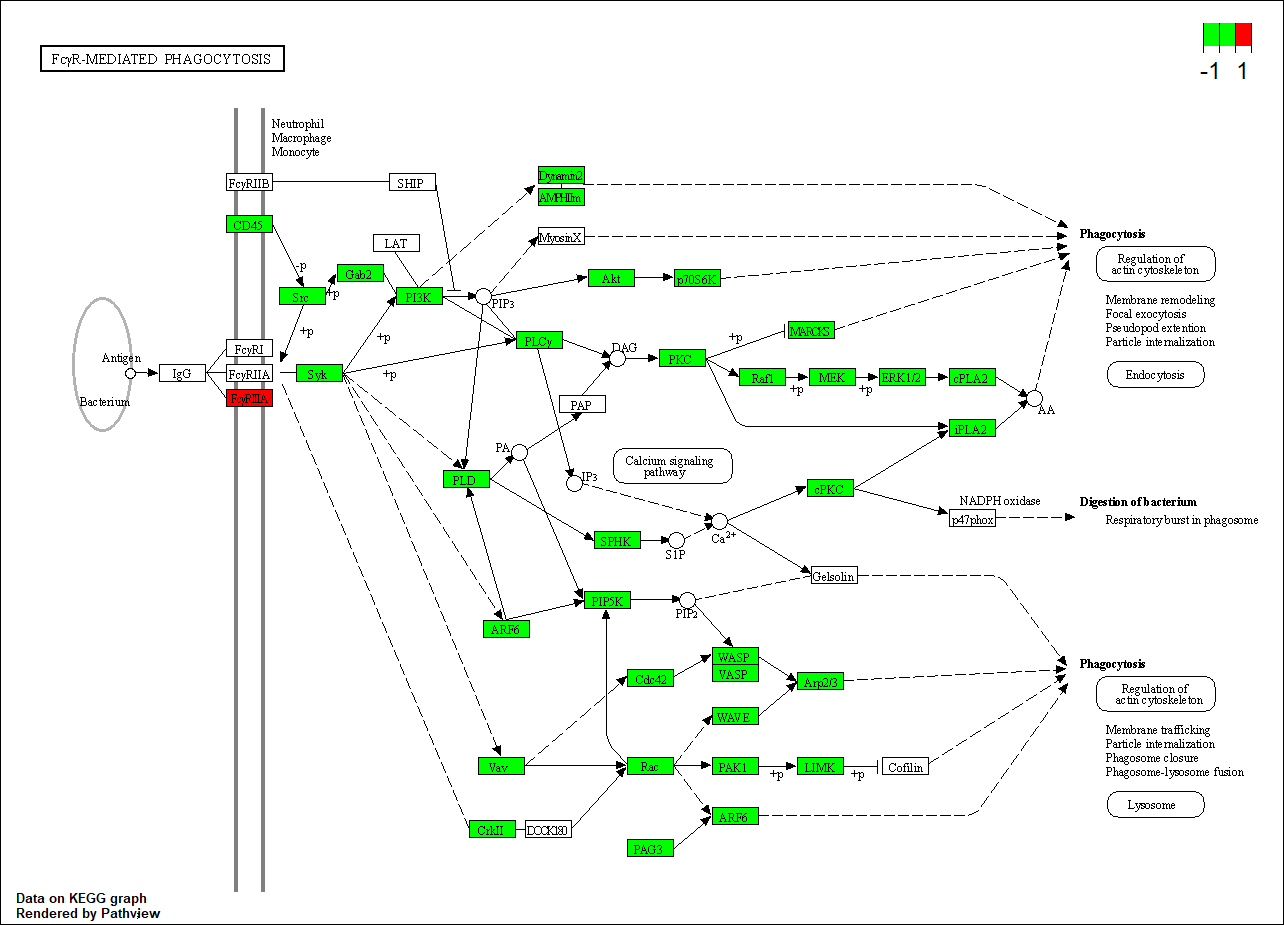 FcγR-MEDIATED PHAGOCYTOSIS
-1 1
Neutrophil
Macrophage
Monocyte
FcγRIIB
SHIP
Dynamin2
AMPHIIm
CD45
LAT
MyosinX
Phagocytosis
Regulation of
actin cytoskeleton
-p
Gab2
+p
Src
PI3K
PIP3
Akt
p70S6K
Membrane remodeling
Focal exocytosis
Pseudopod extention
Particle internalization
+p
+p
PLCγ
+p
MARCKS
FcγRI
DAG
PKC
Antigen
IgG
FcγRIIA
Syk
+p
Raf1
+p
MEK
+p
ERK1/2
cPLA2
Endocytosis
Bacterium
FcγRIIIA
PAP
AA
iPLA2
PA
Calcium signaling
pathway
PLD
IP3
cPKC
NADPH oxidase
p47phox
Digestion of bacterium
Respiratory burst in phagosome
SPHK
S1P
Ca2+
Gelsolin
PIP5K
PIP2
ARF6
WASP
VASP
Cdc42
Arp2/3
Phagocytosis
Regulation of
actin cytoskeleton
WAVE
Membrane trafficking
Particle internalization
Phagosome closure
Phagosome-lysosome fusion
Vav
Rac
PAK1
+p
LIMK
+p
Cofilin
Lysosome
CrkII
DOCK180
ARF6
PAG3
Data on KEGG graph
Rendered by Pathview